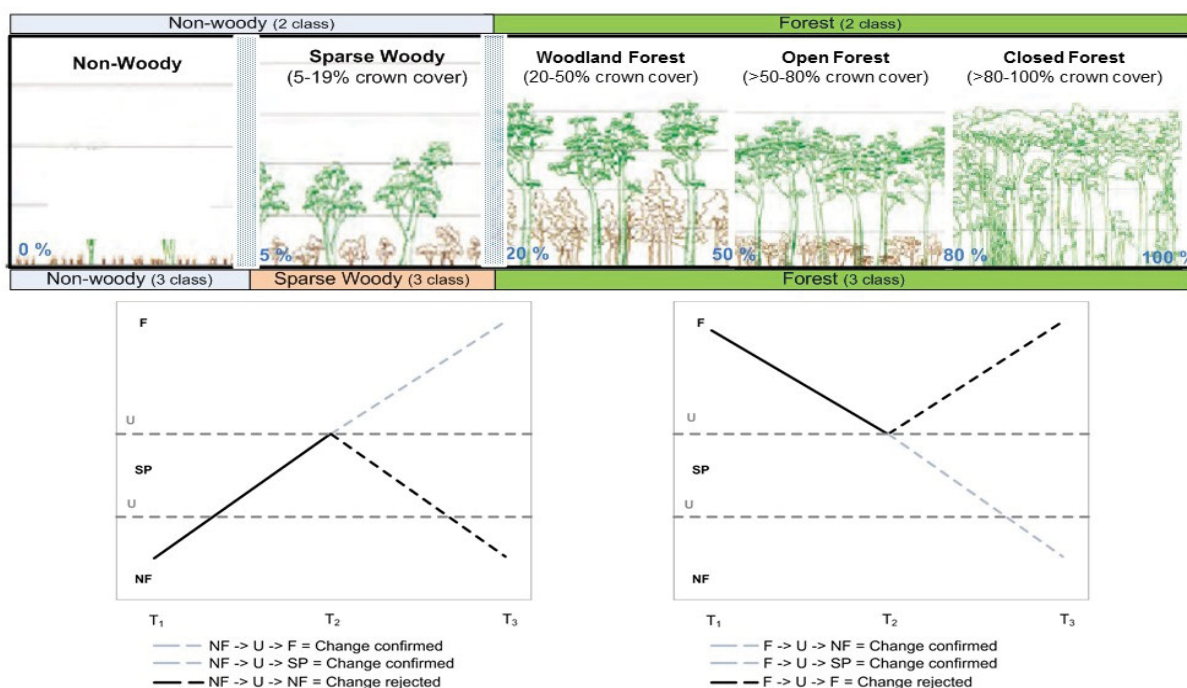 Non-woody (2 class)
Forest (2 class)
Non-Woody
Sparse Woody
(5-19% crown cover)
Woodland Forest
(20-50% crown cover)
Open Forest
(>50-80% crown cover)
Closed Forest
(>80-100% crown cover)
0 %
5 %
20 %
50 %
80 %
100 %
Non-woody (3 class)
Sparse Woody (3 class)
Forest (3 class)
F
U
SP
U
NF
T1
T2
T3
NF -> U -> F = Change confirmed
NF -> U -> SP = Change confirmed
NF -> U -> NF = Change rejected
F
U
SP
U
NF
T1
T2
T3
F -> U -> NF = Change confirmed
F -> U -> SP = Change confirmed
F -> U -> F = Change rejected